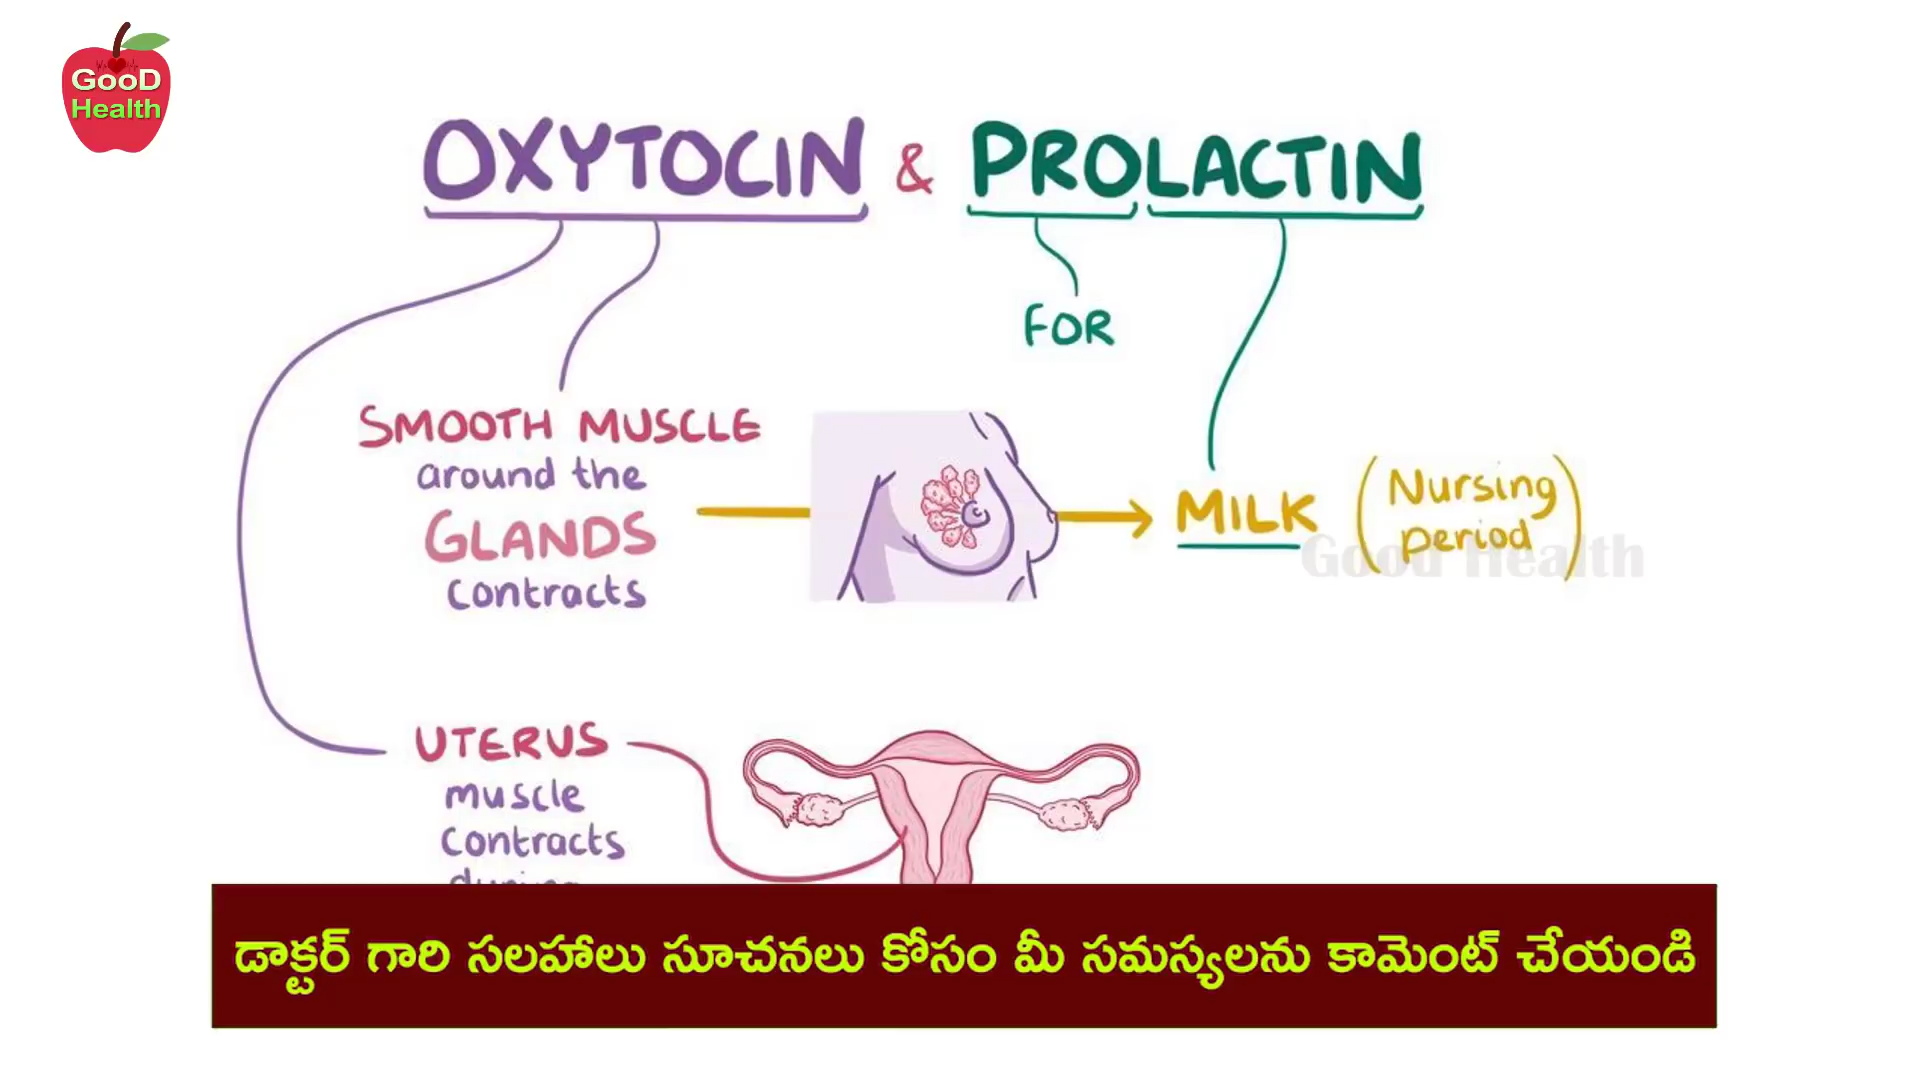 GooD
Health
OXYTOCIN & PROLACTIN
FOR
SMOOTH MUSCLE
around the
GLANDS
contracts
MILK
(Nursing
period)
Good Health
UTERUS
muscle
contracts
during
డాక్టర్ గారి సలహాలు సూచనలు కోసం మీ సమస్యలను కామెంట్ చేయండి